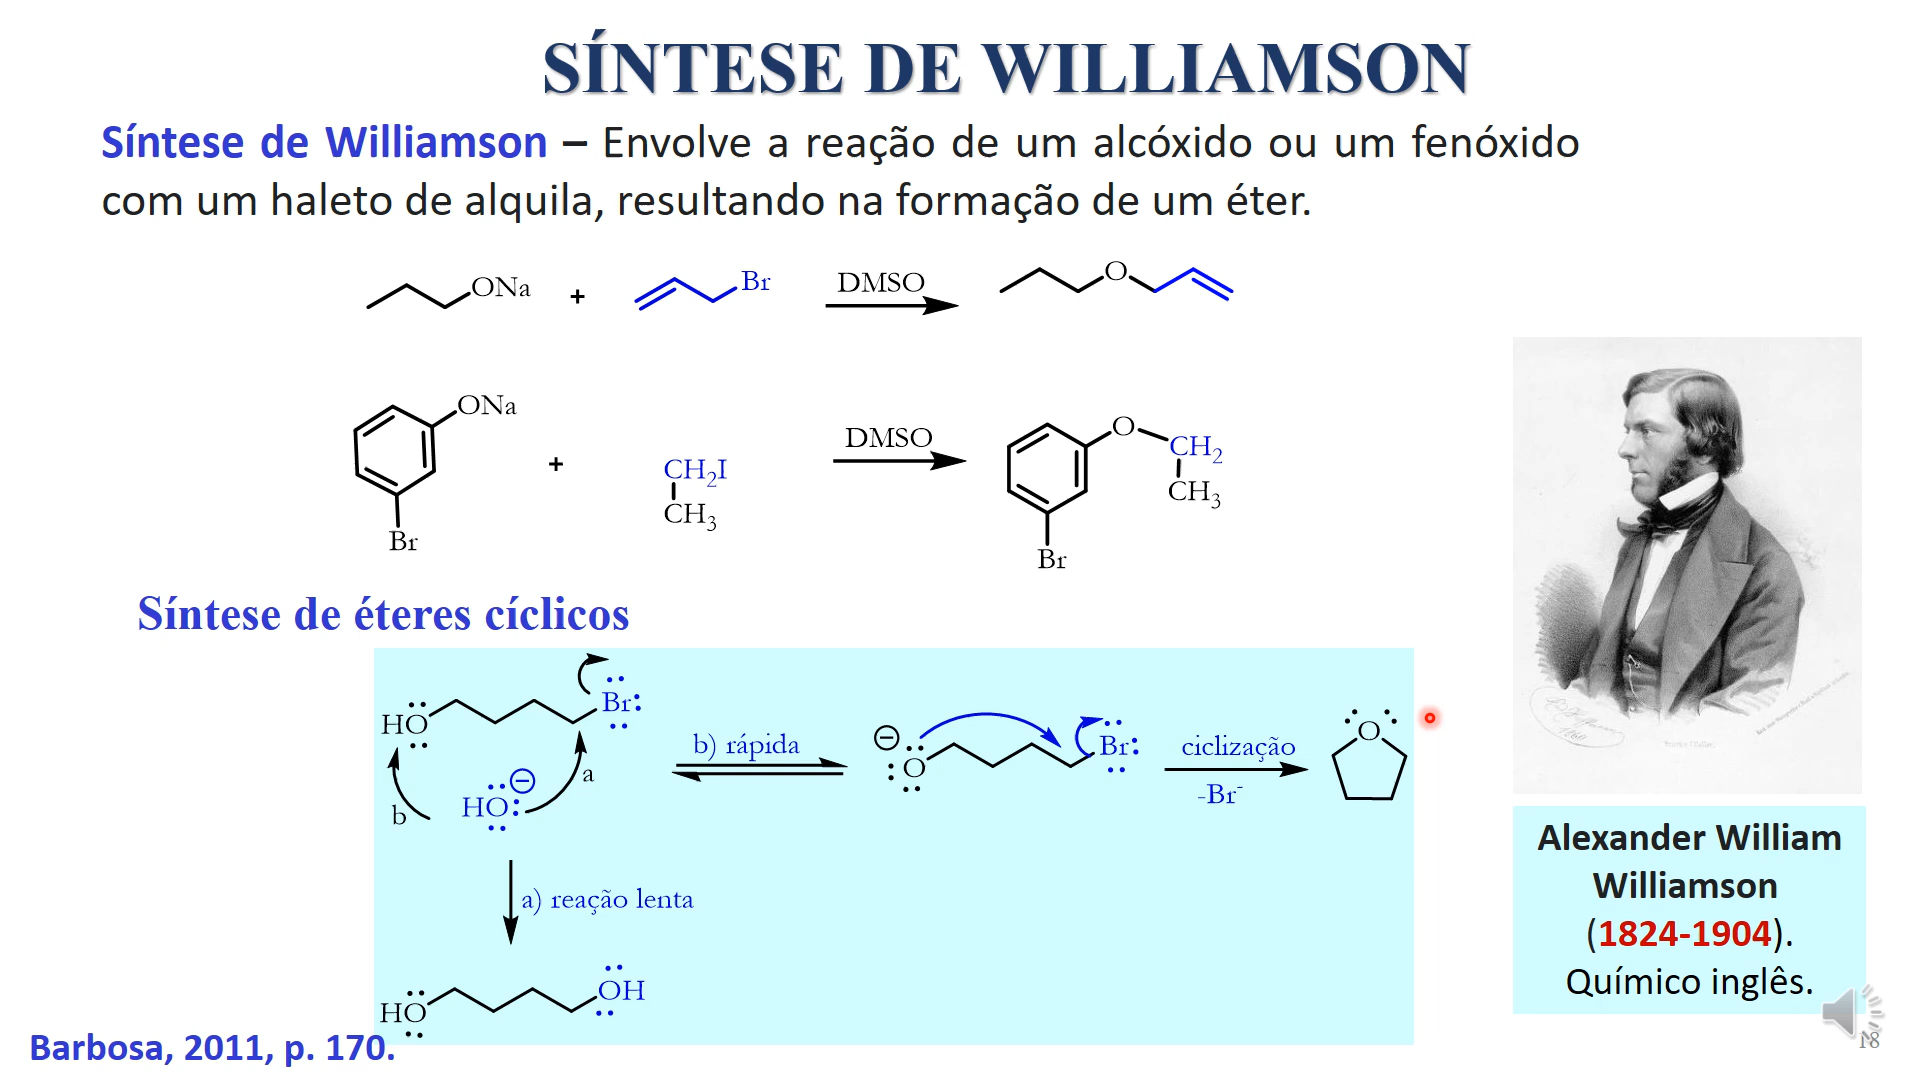 SÍNTESE DE WILLIAMSON
Síntese de Williamson – Envolve a reação de um alcóxido ou um fenóxido
com um haleto de alquila, resultando na formação de um éter.
ONa
+
Br
DMSO
O
ONa
Br
+
CH2I
CH3
DMSO
O
CH2
CH3
Br
Síntese de éteres cíclicos
HO
Br
b
HO
a
b) rápida
O
Br
ciclização
-Br-
O
a) reação lenta
HO
OH
Alexander William
Williamson
(1824-1904).
Químico inglês.
Barbosa, 2011, p. 170.
18